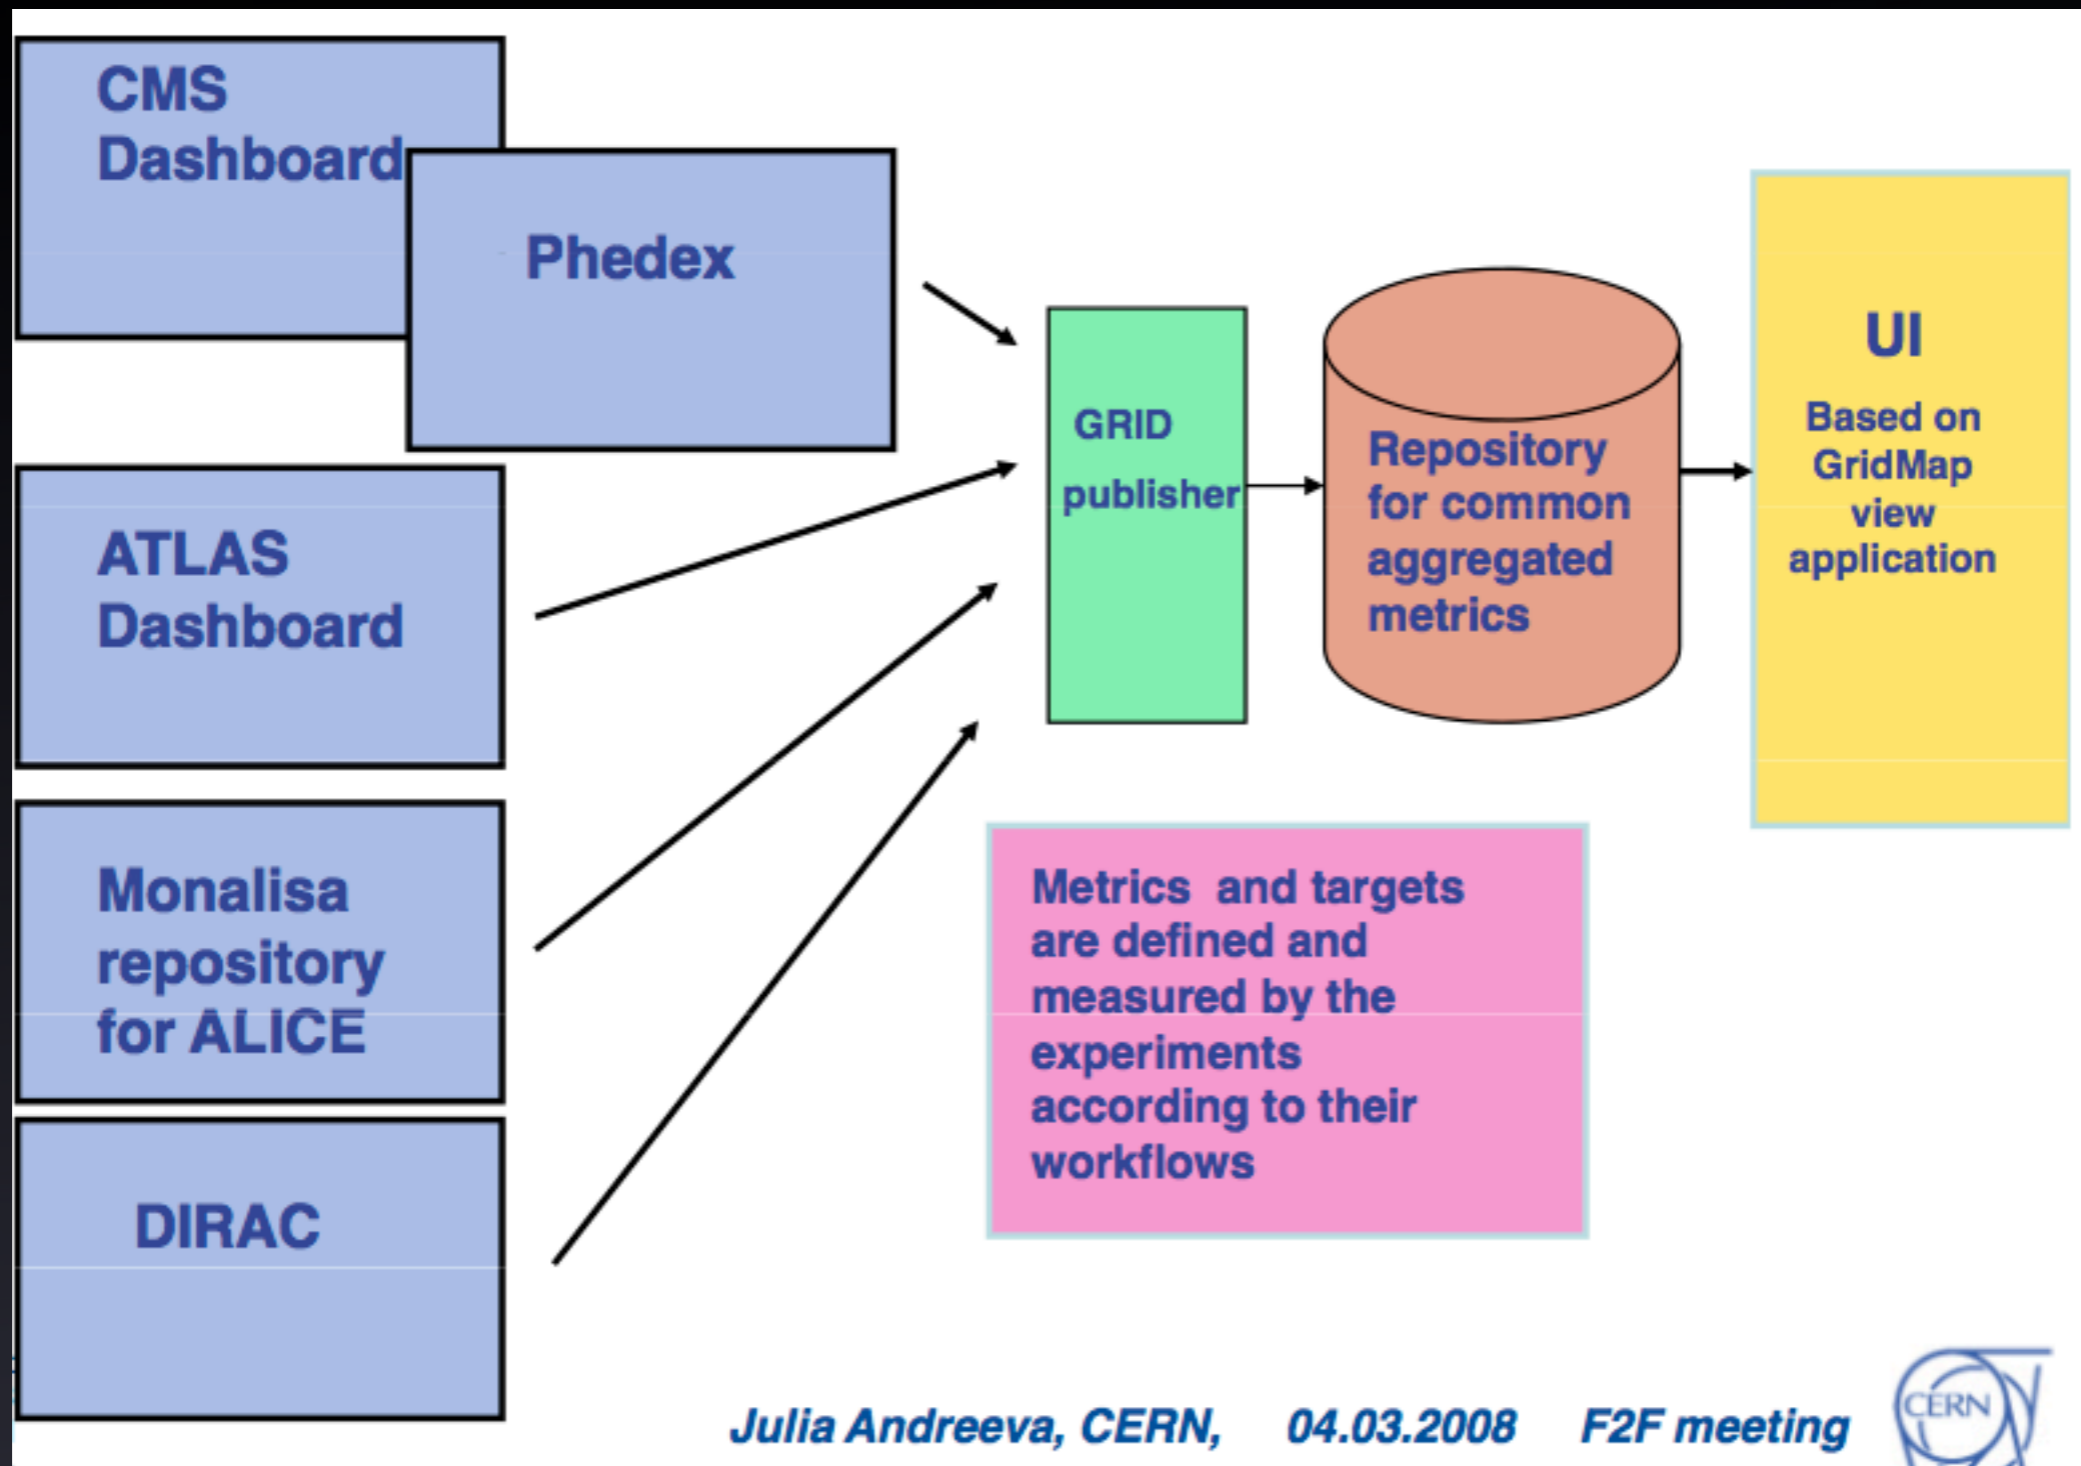 CMS
Dashboard
Phedex
ATLAS
Dashboard
Monalisa
repository
for ALICE
DIRAC
GRID
publisher
Repository
for common
aggregated
metrics
UI
Based on
GridMap
view
application
Metrics and targets
are defined and
measured by the
experiments
according to their
workflows
Julia Andreeva, CERN, 04.03.2008 F2F meeting
CERN